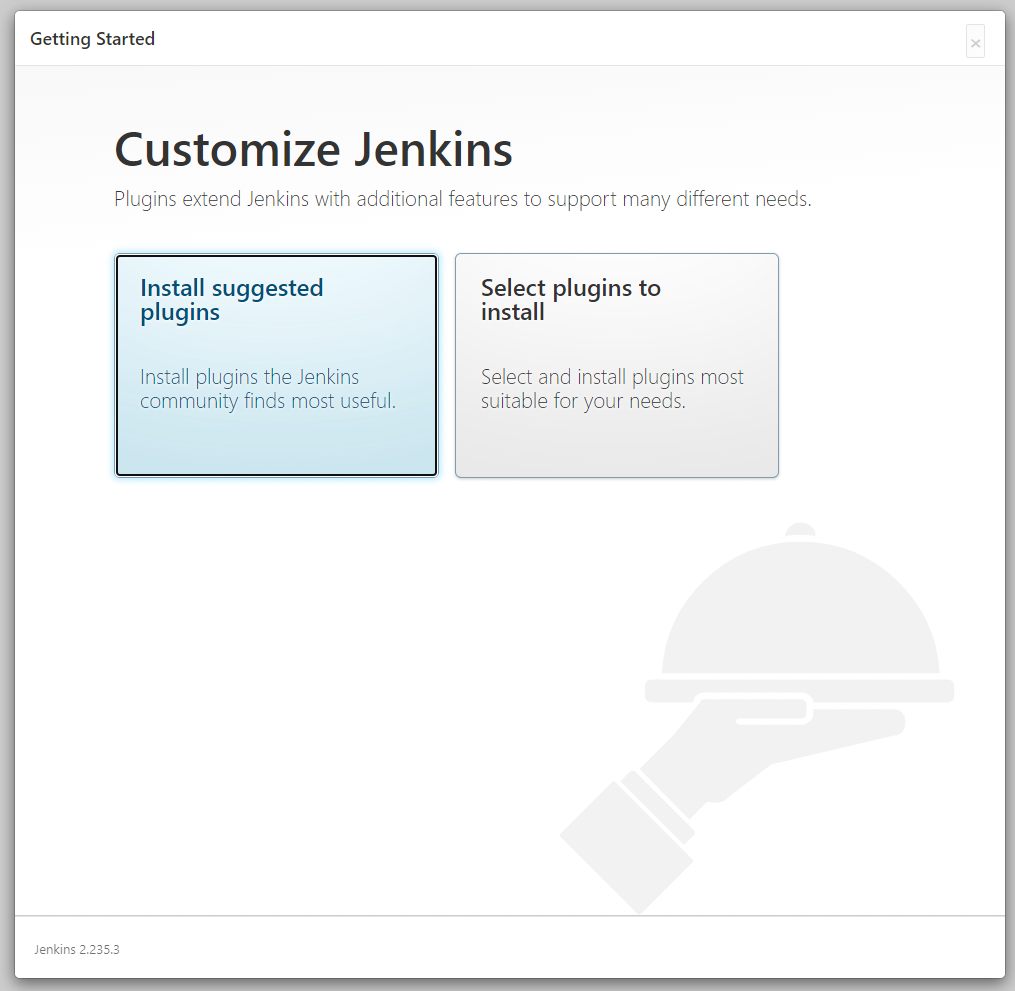 Getting Started
×
Customize Jenkins
Plugins extend Jenkins with additional features to support many different needs.
Install suggested
plugins
Install plugins the Jenkins
community finds most useful.
Select plugins to
install
Select and install plugins most
suitable for your needs.
Jenkins 2.235.3